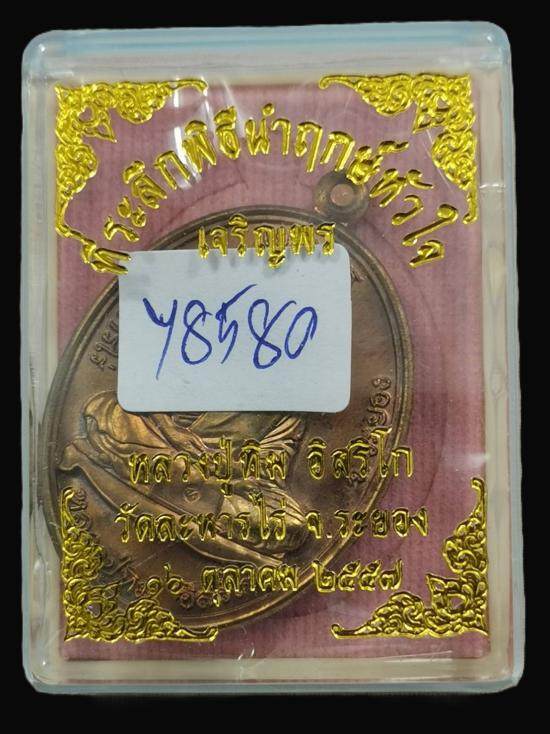 ที่ระลึกพิธีนำฤกษ์หัวใจ
เจริญพร
Y8580
หลวงปู่ทิม อิสริโก
วัดละหารไร่ จ.ระยอง
๑๖ ตุลาคม ๒๕๕๗